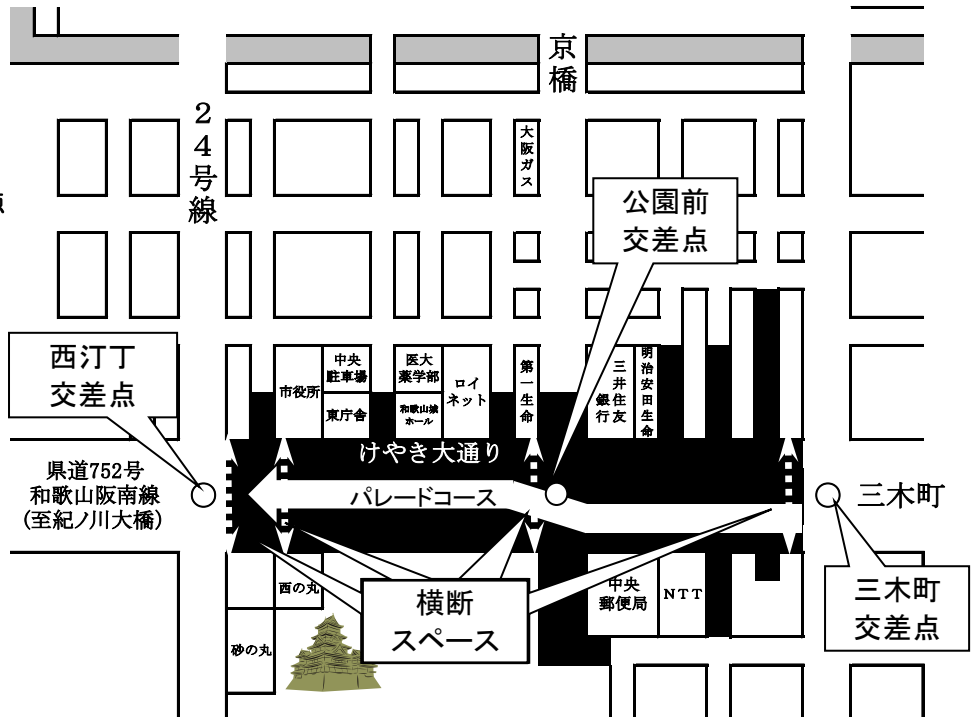 京橋
24号線
大阪ガス
公園前
交差点
西汀丁
交差点
市役所
中央
駐車場
東庁舎
医大
薬学部
和歌山城
ホール
ロイ
ネット
第一生命
三井住友
銀行
明治安田生命
けやき大通り
県道752号
和歌山阪南線
(至紀ノ川大橋)
パレードコース
三木町
西の丸
砂の丸
横断
スペース
中央
郵便局
NTT
三木町
交差点